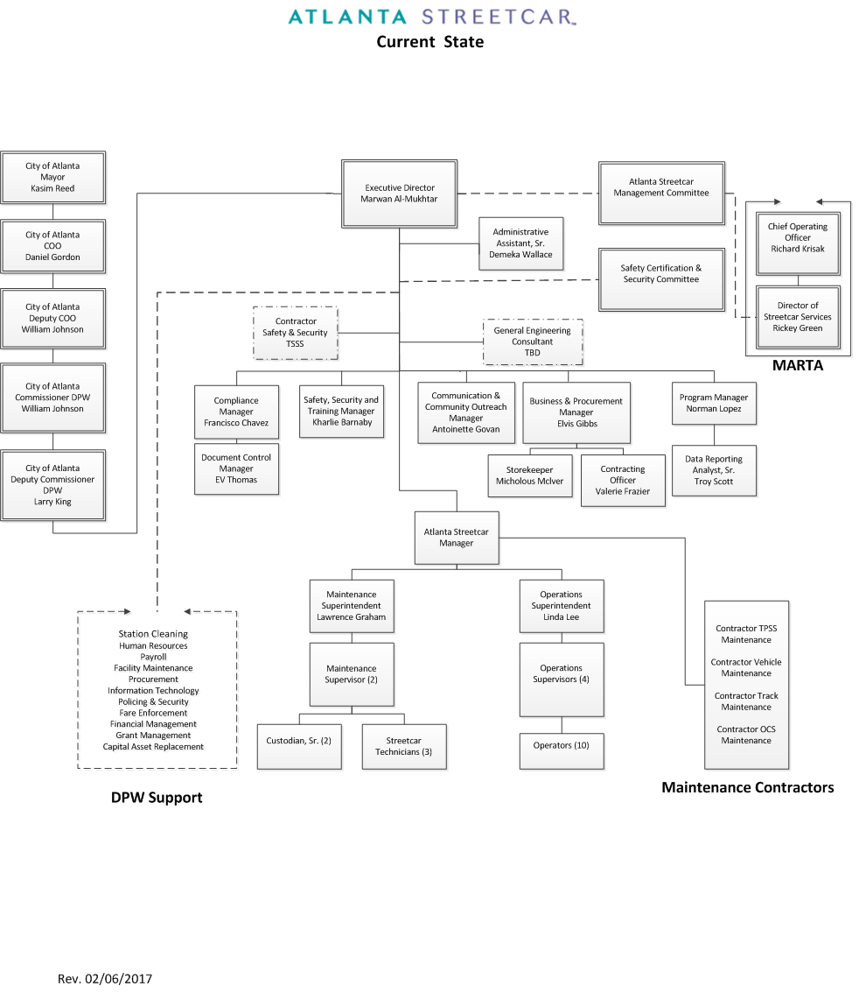 ATLANTA STREETCAR™
Current State
City of Atlanta
Mayor
Kasim Reed
City of Atlanta
COO
Daniel Gordon
City of Atlanta
Deputy COO
William Johnson
City of Atlanta
Commissioner DPW
William Johnson
City of Atlanta
Deputy Commissioner
DPW
Larry King
Executive Director
Marwan Al-Mukhtar
Atlanta Streetcar
Management Committee
Administrative
Assistant, Sr.
Demeka Wallace
Safety Certification &
Security Committee
Chief Operating
Officer
Richard Krisak
Director of
Streetcar Services
Rickey Green
MARTA
Contractor
Safety & Security
TSSS
General Engineering
Consultant
TBD
Compliance
Manager
Francisco Chavez
Safety, Security and
Training Manager
Kharlie Barnaby
Communication &
Community Outreach
Manager
Antoinette Govan
Business & Procurement
Manager
Elvis Gibbs
Program Manager
Norman Lopez
Document Control
Manager
EV Thomas
Storekeeper
Micholous McIver
Contracting
Officer
Valerie Frazier
Data Reporting
Analyst, Sr.
Troy Scott
Atlanta Streetcar
Manager
Maintenance
Superintendent
Lawrence Graham
Operations
Superintendent
Linda Lee
Maintenance
Supervisor (2)
Operations
Supervisors (4)
Custodian, Sr. (2)
Streetcar
Technicians (3)
Operators (10)
Station Cleaning
Human Resources
Payroll
Facility Maintenance
Procurement
Information Technology
Policing & Security
Fare Enforcement
Financial Management
Grant Management
Capital Asset Replacement
DPW Support
Contractor TPSS
Maintenance
Contractor Vehicle
Maintenance
Contractor Track
Maintenance
Contractor OCS
Maintenance
Maintenance Contractors
Rev. 02/06/2017